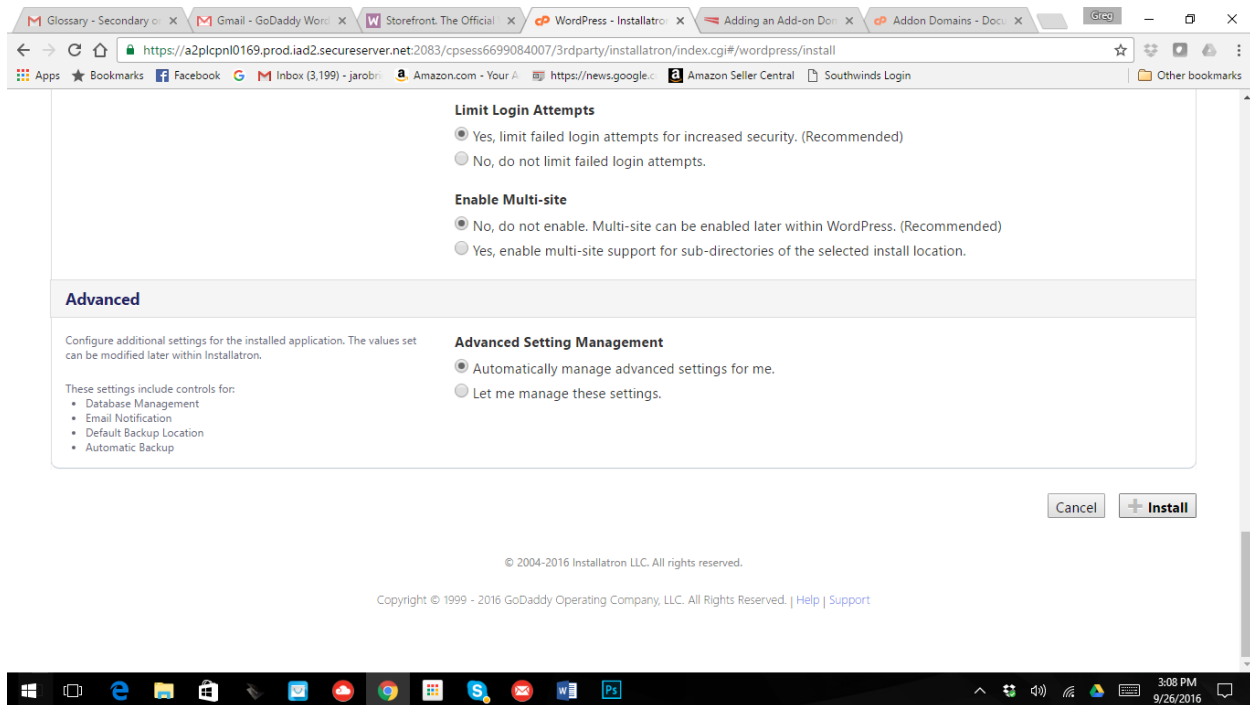 Glossary - Secondary or
Gmail - GoDaddy Word
Storefront. The Official
WordPress - Installatron
Adding an Add-on Dom
Addon Domains - Docu
Greg
https://a2plcpnl0169.prod.iad2.secureserver.net:2083/cpsess6699084007/3rdparty/installatron/index.cgi#/wordpress/install
Apps Bookmarks Facebook Inbox (3,199) - jarobri Amazon.com - Your A https://news.google.c Amazon Seller Central Southwinds Login Other bookmarks
Limit Login Attempts
Yes, limit failed login attempts for increased security. (Recommended)
No, do not limit failed login attempts.
Enable Multi-site
No, do not enable. Multi-site can be enabled later within WordPress. (Recommended)
Yes, enable multi-site support for sub-directories of the selected install location.
Advanced
Configure additional settings for the installed application. The values set
can be modified later within Installatron.
These settings include controls for:
• Database Management
• Email Notification
• Default Backup Location
• Automatic Backup
Advanced Setting Management
Automatically manage advanced settings for me.
Let me manage these settings.
Cancel
Install
© 2004-2016 Installatron LLC. All rights reserved.
Copyright © 1999 - 2016 GoDaddy Operating Company, LLC. All Rights Reserved. | Help | Support
3:08 PM
9/26/2016